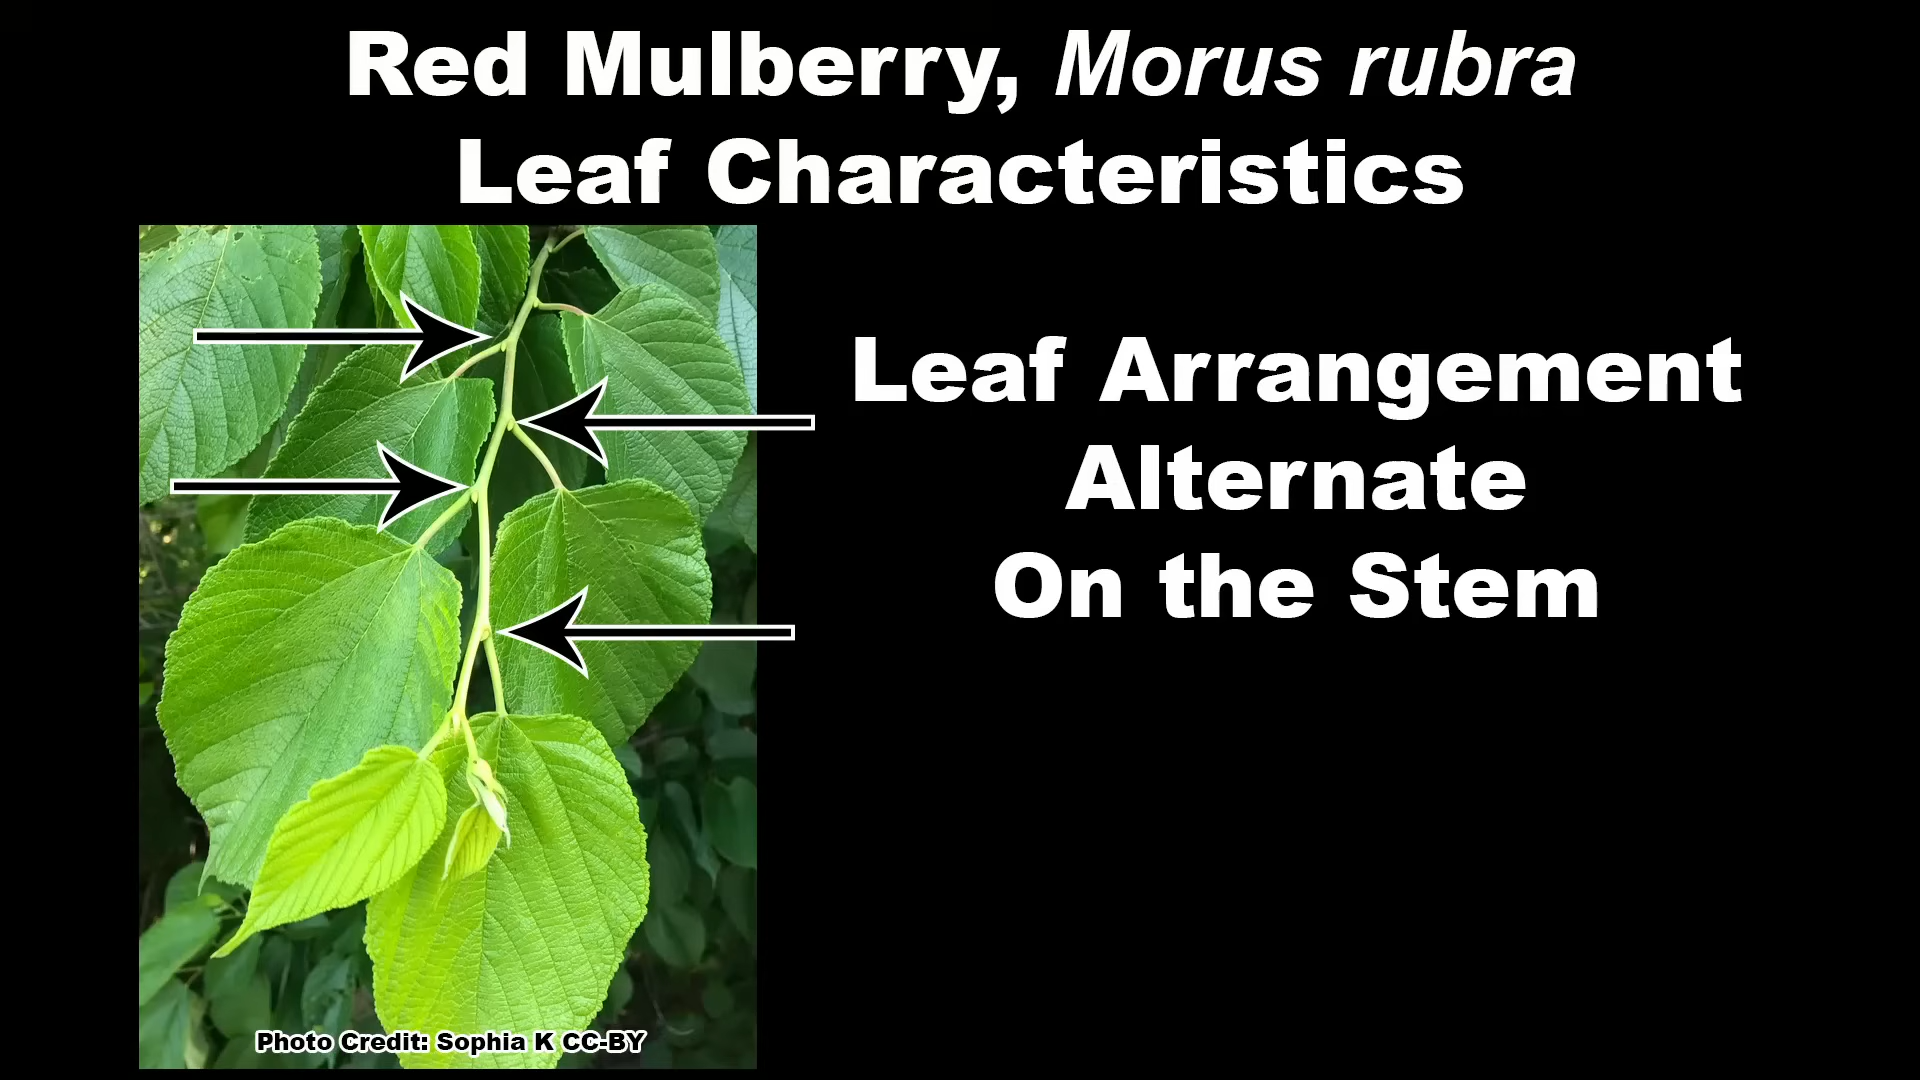 Red Mulberry, Morus rubra
Leaf Characteristics
Leaf Arrangement
Alternate
On the Stem
Photo Credit: Sophia K CC-BY